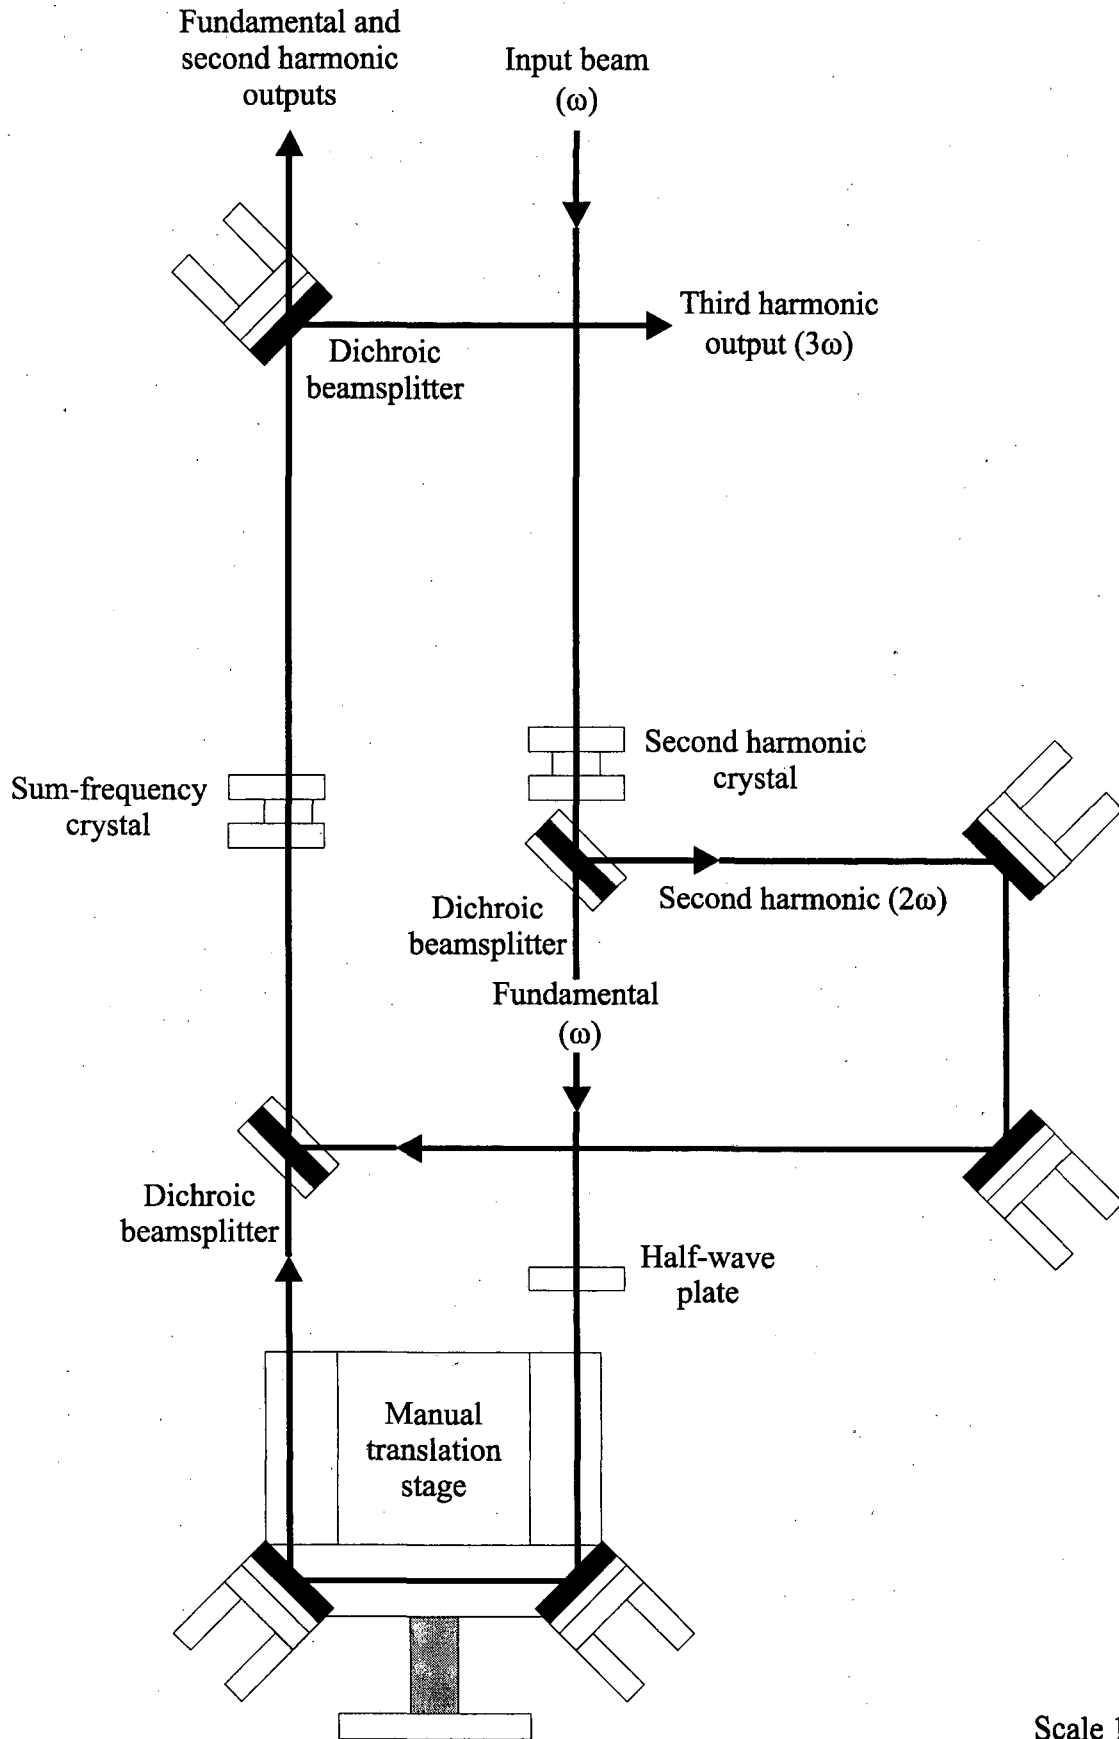 Fundamental and
second harmonic
outputs
Input beam
(ω)
Third harmonic
output (3ω)
Dichroic
beamsplitter
Second harmonic
crystal
Sum-frequency
crystal
Second harmonic (2ω)
Dichroic
beamsplitter
Fundamental
(ω)
Dichroic
beamsplitter
Half-wave
plate
Manual
translation
stage
Scale 1